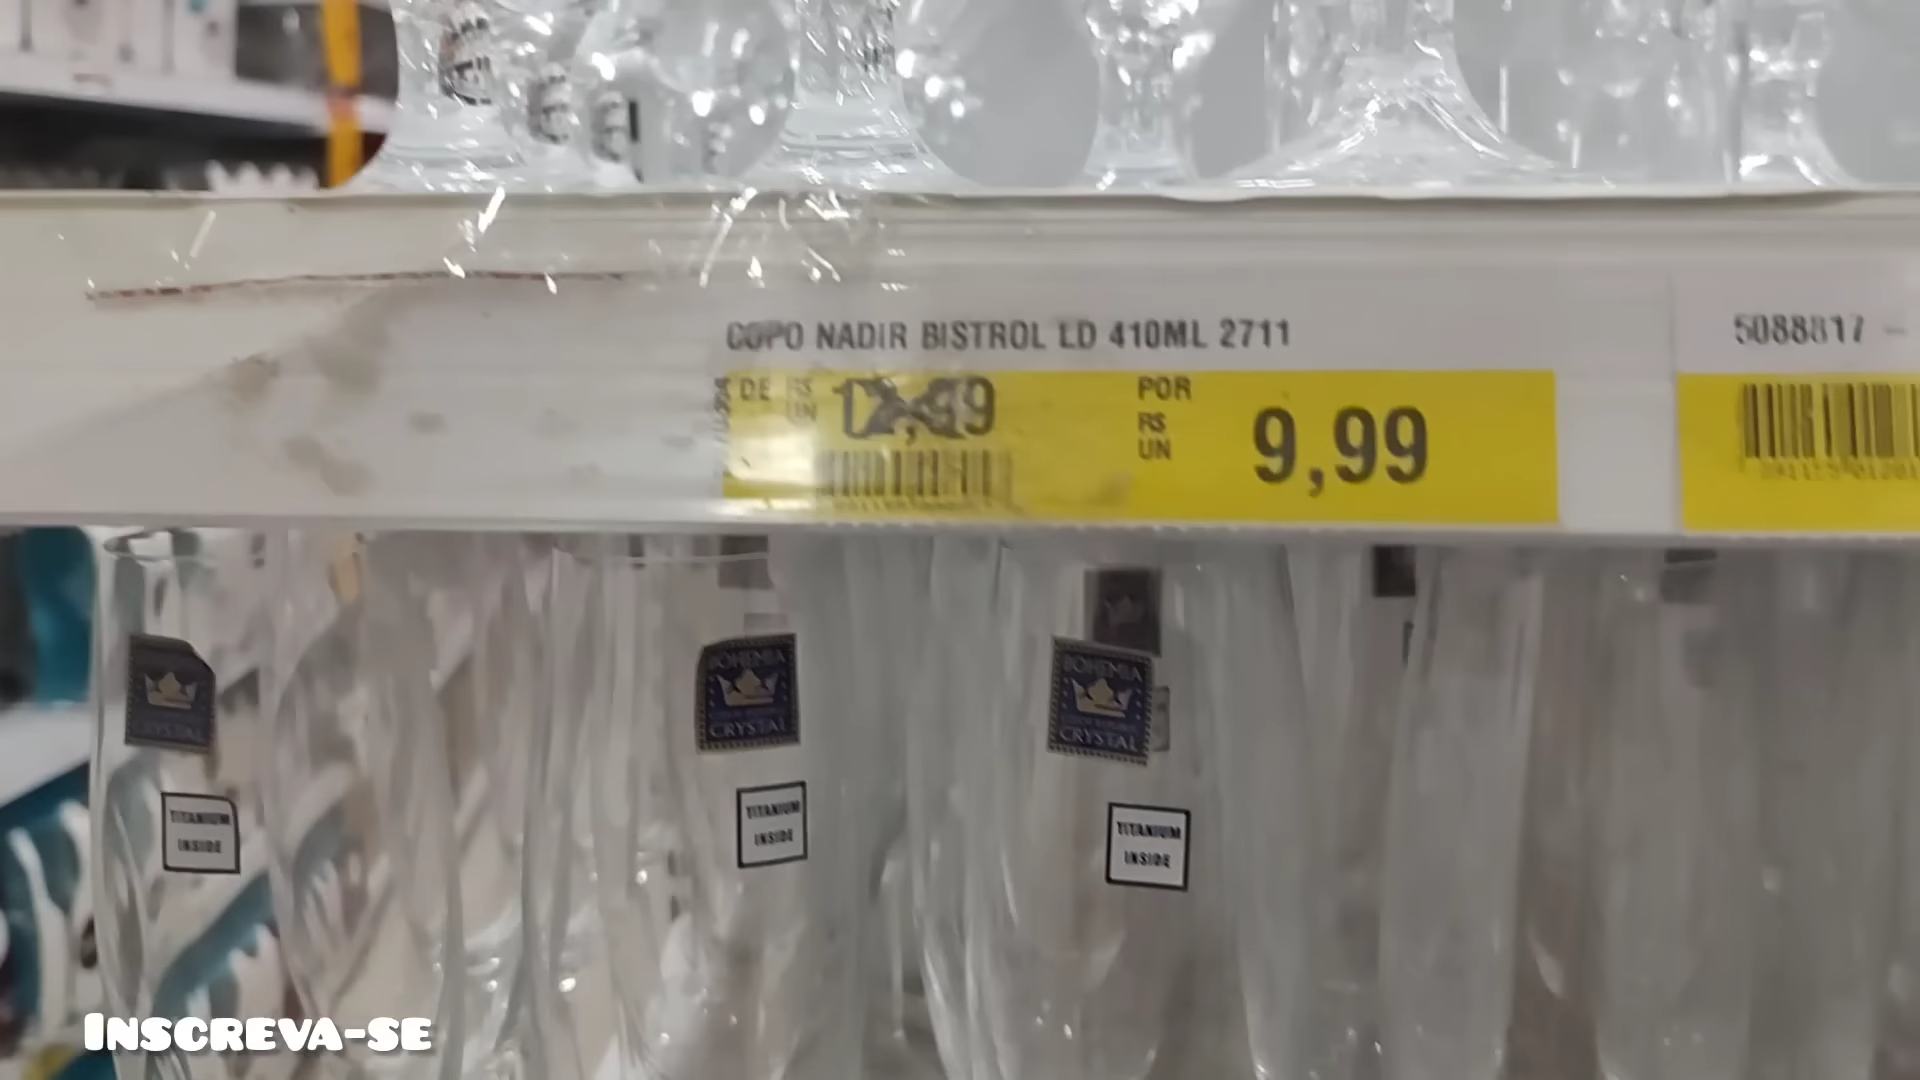 COPO NADIR BISTROL LD 410ML 2711
DE R$ UN
POR R$ UN 9,99
5088817 -
BOHEMIA CRYSTAL
BOHEMIA CRYSTAL
CRYSTAL
TITANIUM INSIDE
TITANIUM INSIDE
TITANIUM INSIDE
INSCREVA-SE